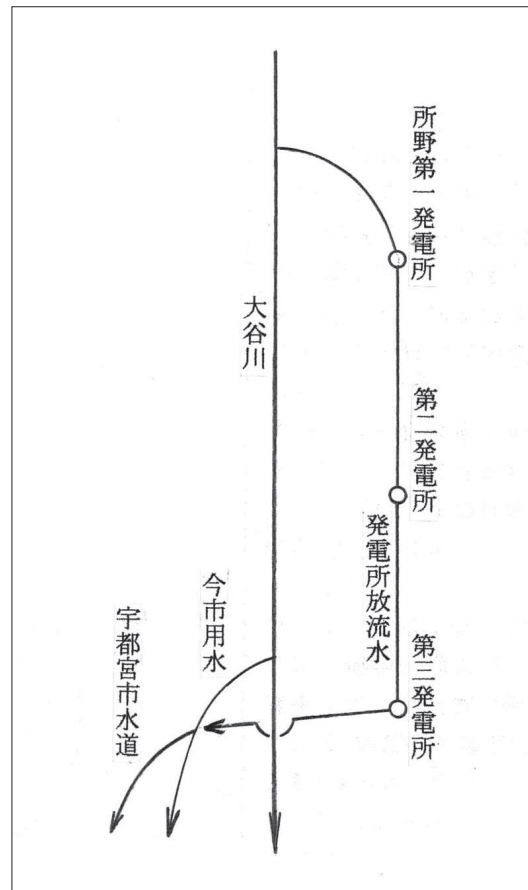 所野第一発電所
第二発電所
第三発電所
発電所放流水
大谷川
今市用水
宇都宮市水道